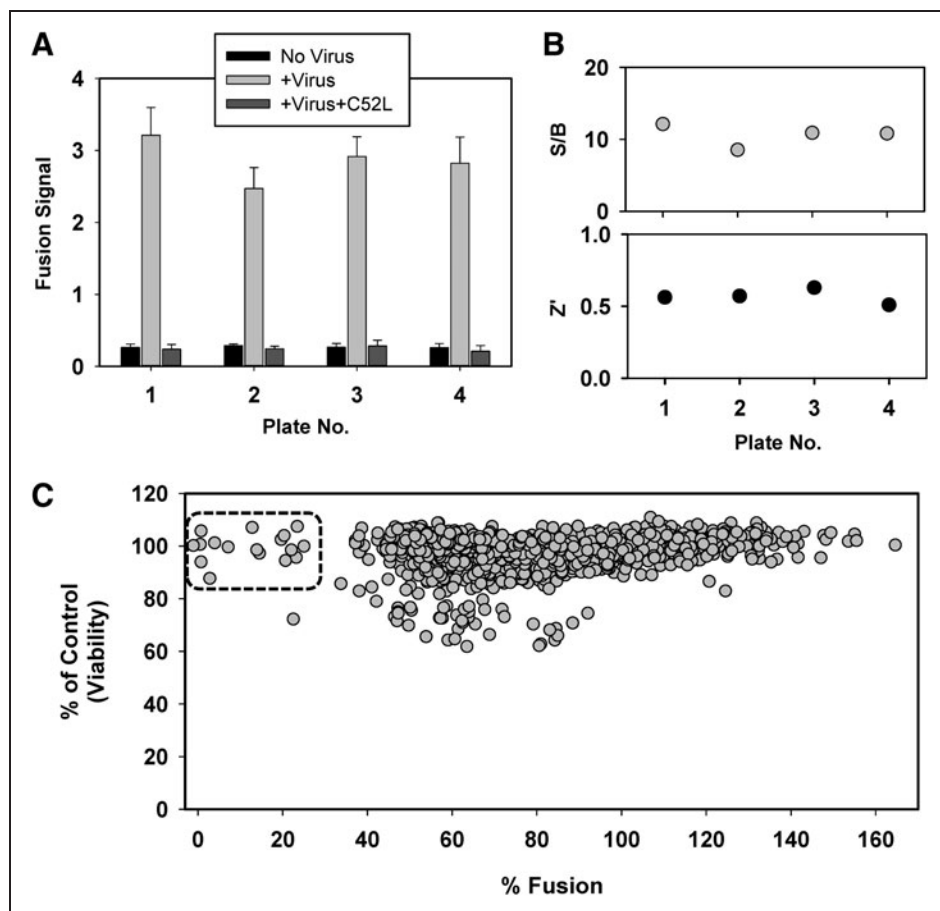 A
No Virus
+Virus
+Virus+C52L
4
3
2
1
0
Fusion Signal
1 2 3 4
Plate No.
B
20
10
0
S/B
1.0
0.5
0.0
Z'
1 2 3 4
Plate No.
C
120
100
80
60
40
20
0
% of Control
(Viability)
0 20 40 60 80 100 120 140 160
% Fusion